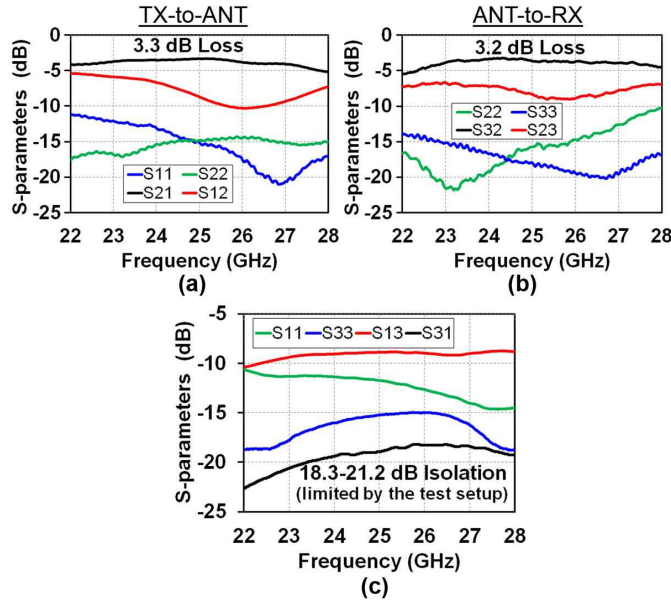 TX-to-ANT
S-parameters (dB)
0
-5
-10
-15
-20
-25
3.3 dB Loss
S11 S22
S21 S12
22 23 24 25 26 27 28
Frequency (GHz)
(a)
ANT-to-RX
S-parameters (dB)
0
-5
-10
-15
-20
-25
3.2 dB Loss
S22 S33
S32 S23
22 23 24 25 26 27 28
Frequency (GHz)
(b)
S-parameters (dB)
-5
-10
-15
-20
-25
S11 S33 S13 S31
18.3-21.2 dB Isolation
(limited by the test setup)
22 23 24 25 26 27 28
Frequency (GHz)
(c)